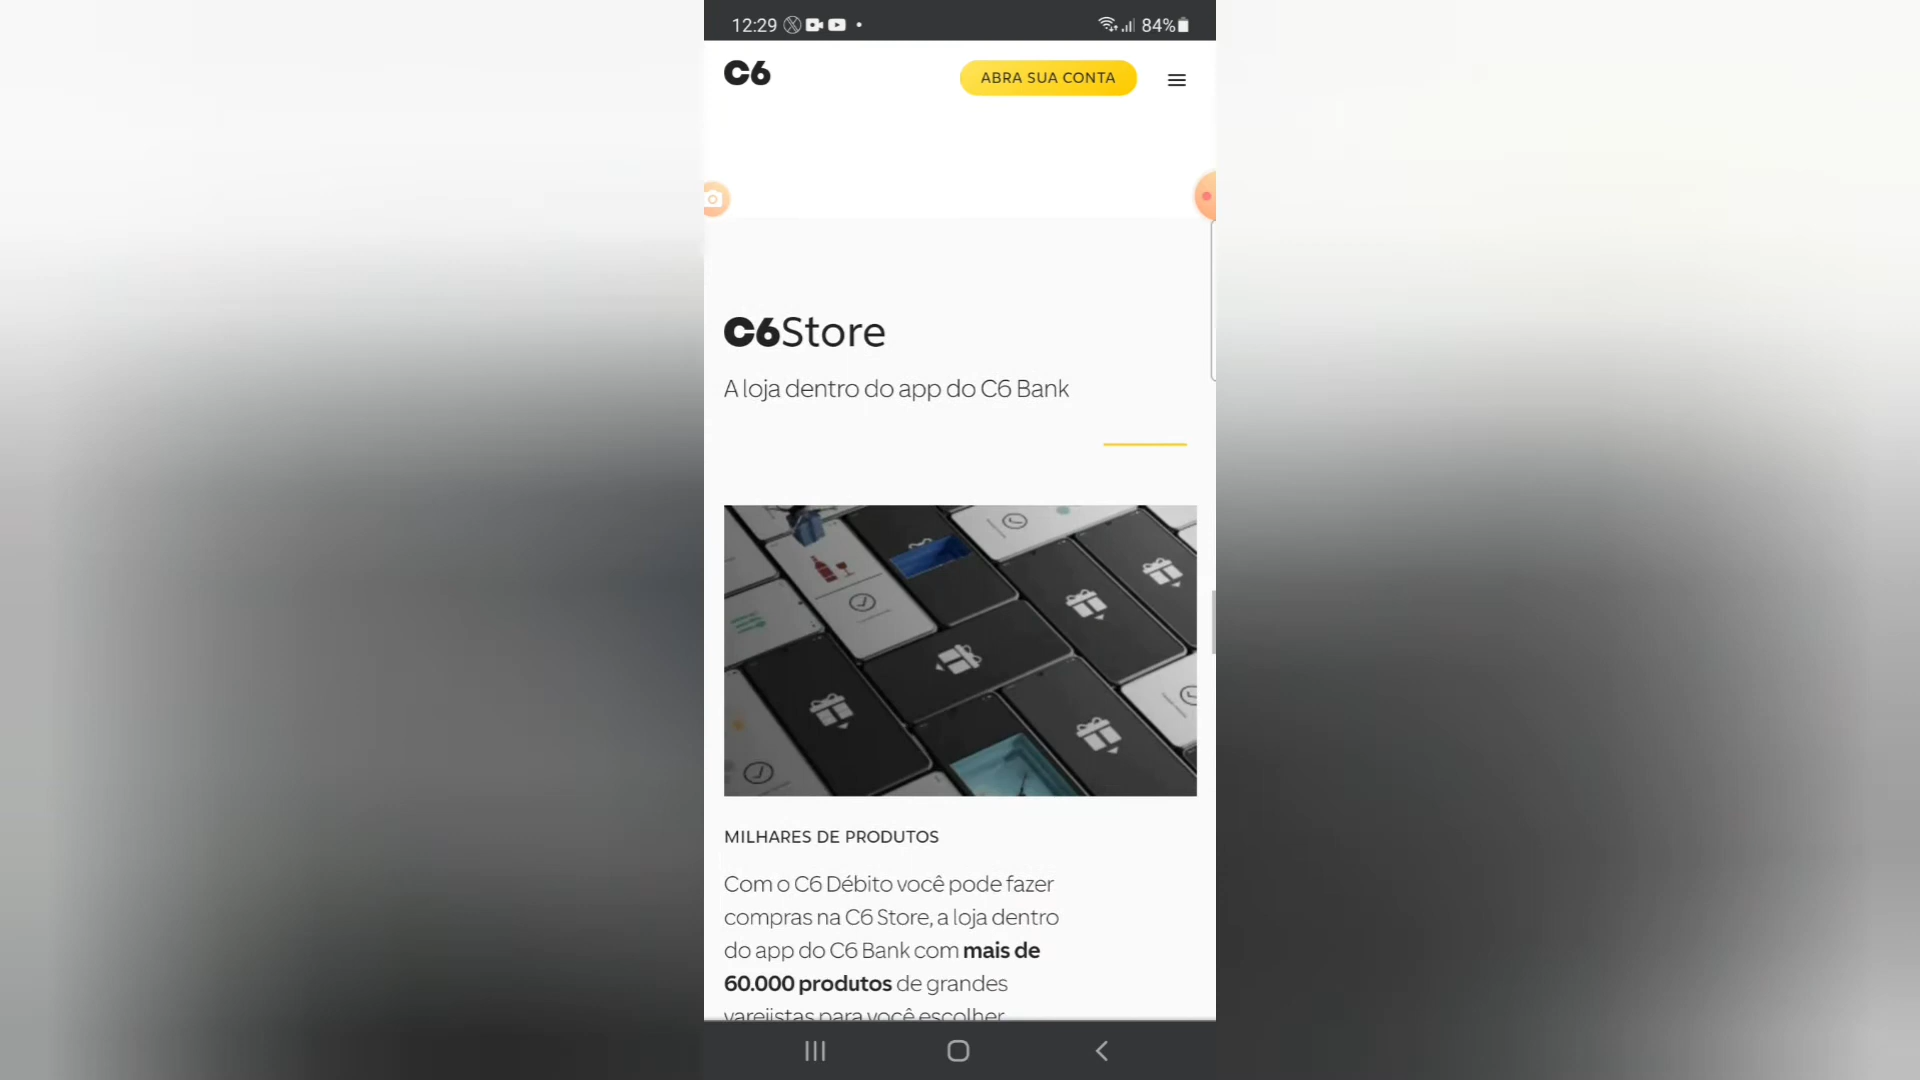 12:29
84%
C6
ABRA SUA CONTA
C6Store
A loja dentro do app do C6 Bank
MILHARES DE PRODUTOS
Com o C6 Débito você pode fazer
compras na C6 Store, a loja dentro
do app do C6 Bank com mais de
60.000 produtos de grandes
varejistas para você escolher